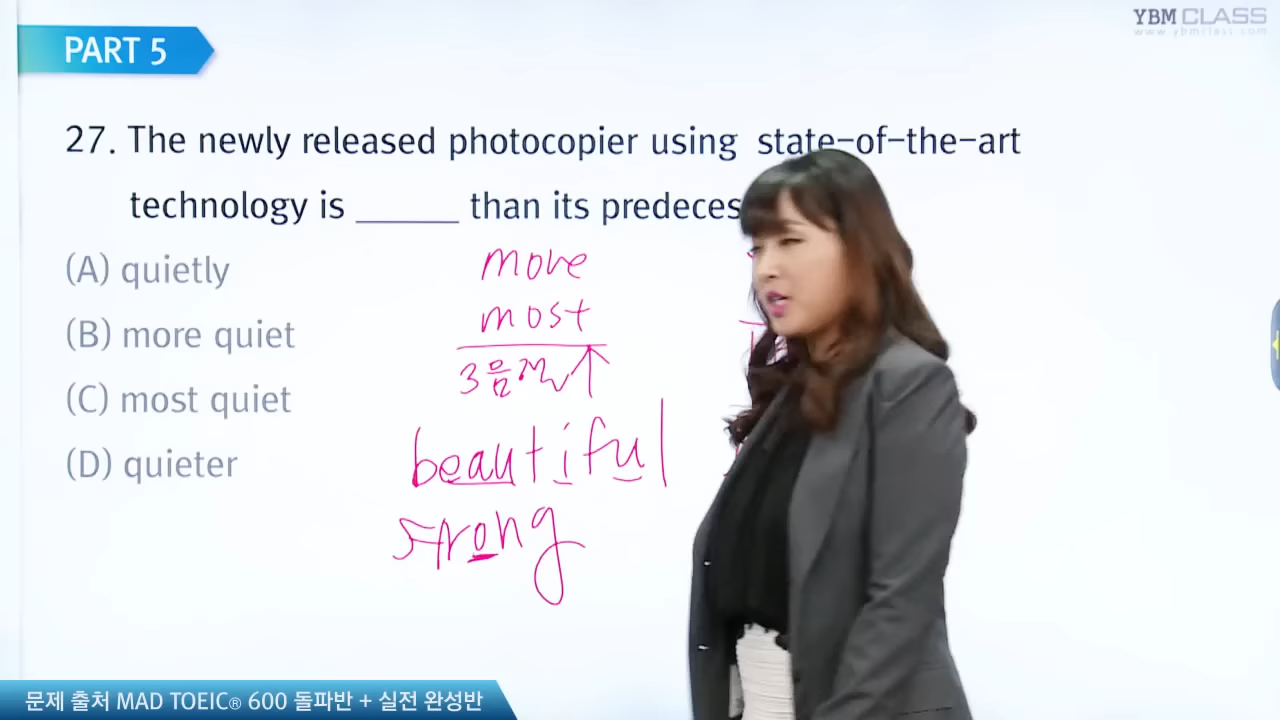 YBM CLASS
www.ybmclass.com
PART 5
27. The newly released photocopier using state-of-the-art
technology is ______ than its predeces
(A) quietly
(B) more quiet
(C) most quiet
(D) quieter
more
most
3음절↑
beautiful
strong
문제 출처 MAD TOEIC® 600 돌파반 + 실전 완성반